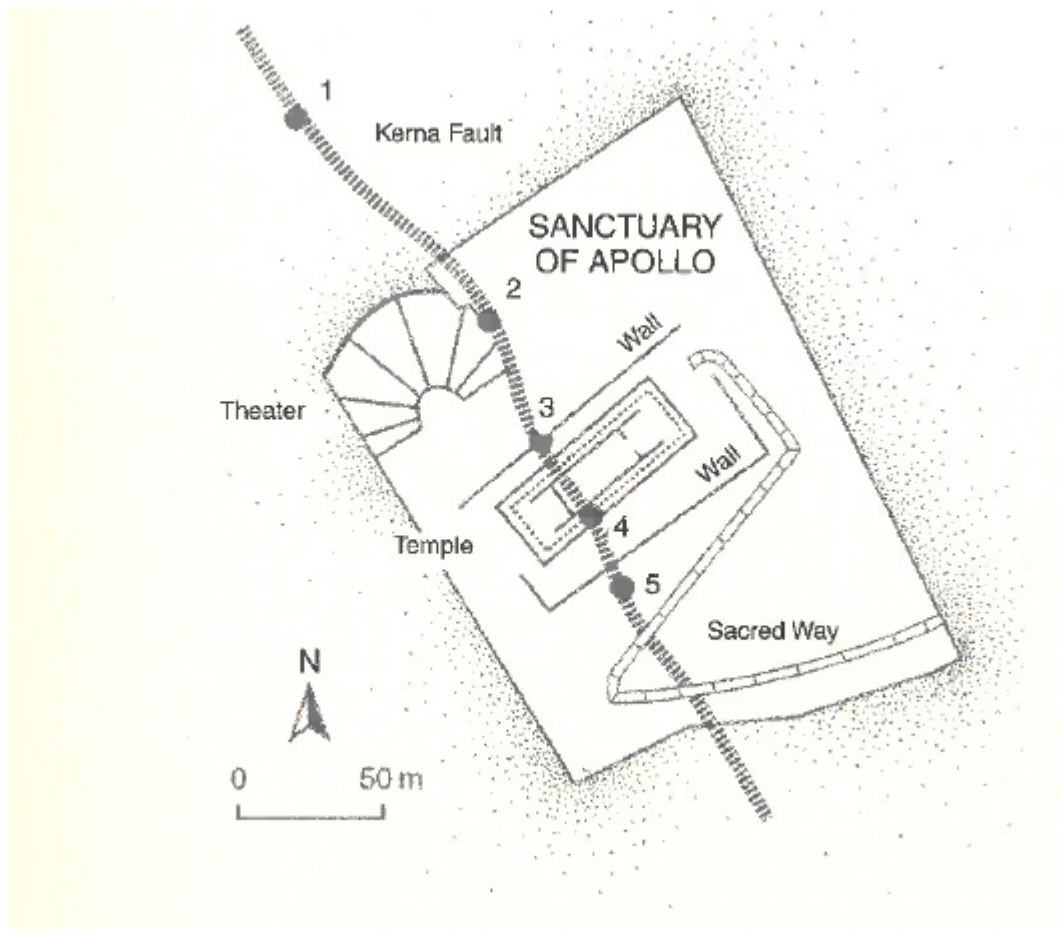 1
Kerna Fault
SANCTUARY
OF APOLLO
2
Wall
Theater
3
Wall
Temple
4
5
Sacred Way
N
0 50 m